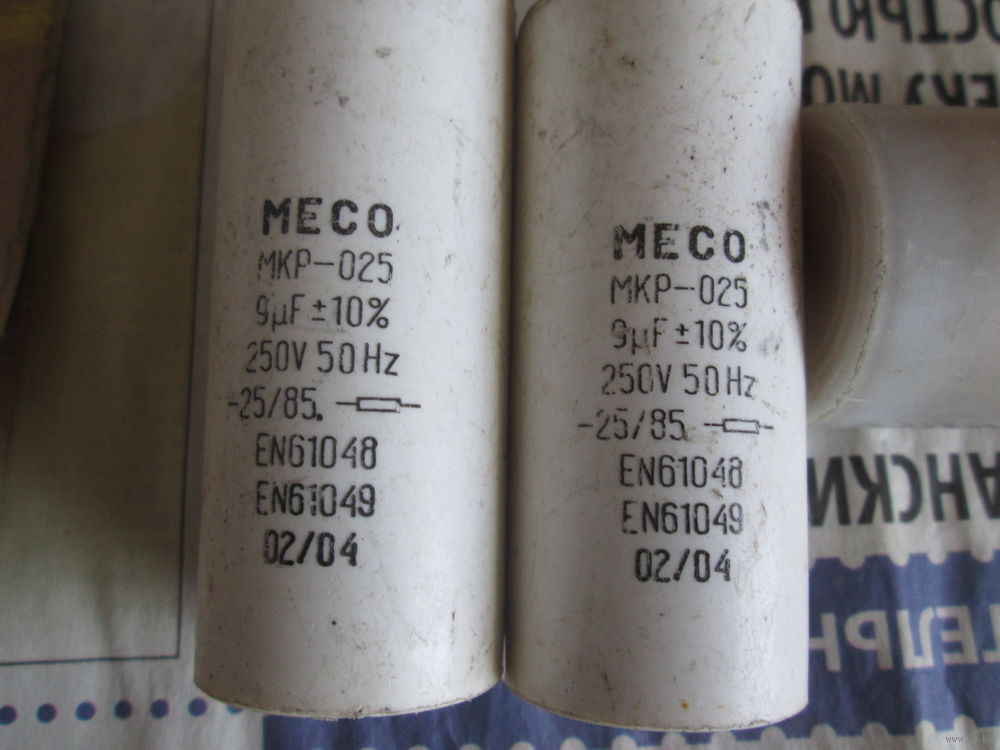 MECO
MKP-025
9µF ±10%
250V 50Hz
-25/85
EN61048
EN61049
02/04
MECO
MKP-025
9µF ±10%
250V 50Hz
-25/85
EN61048
EN61049
02/04